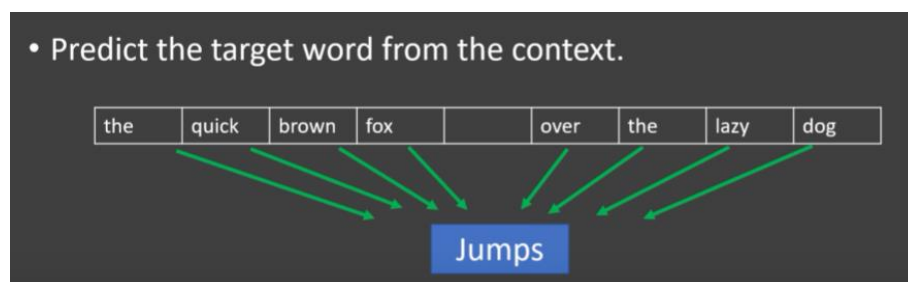 • Predict the target word from the context.
the quick brown fox over the lazy dog
Jumps